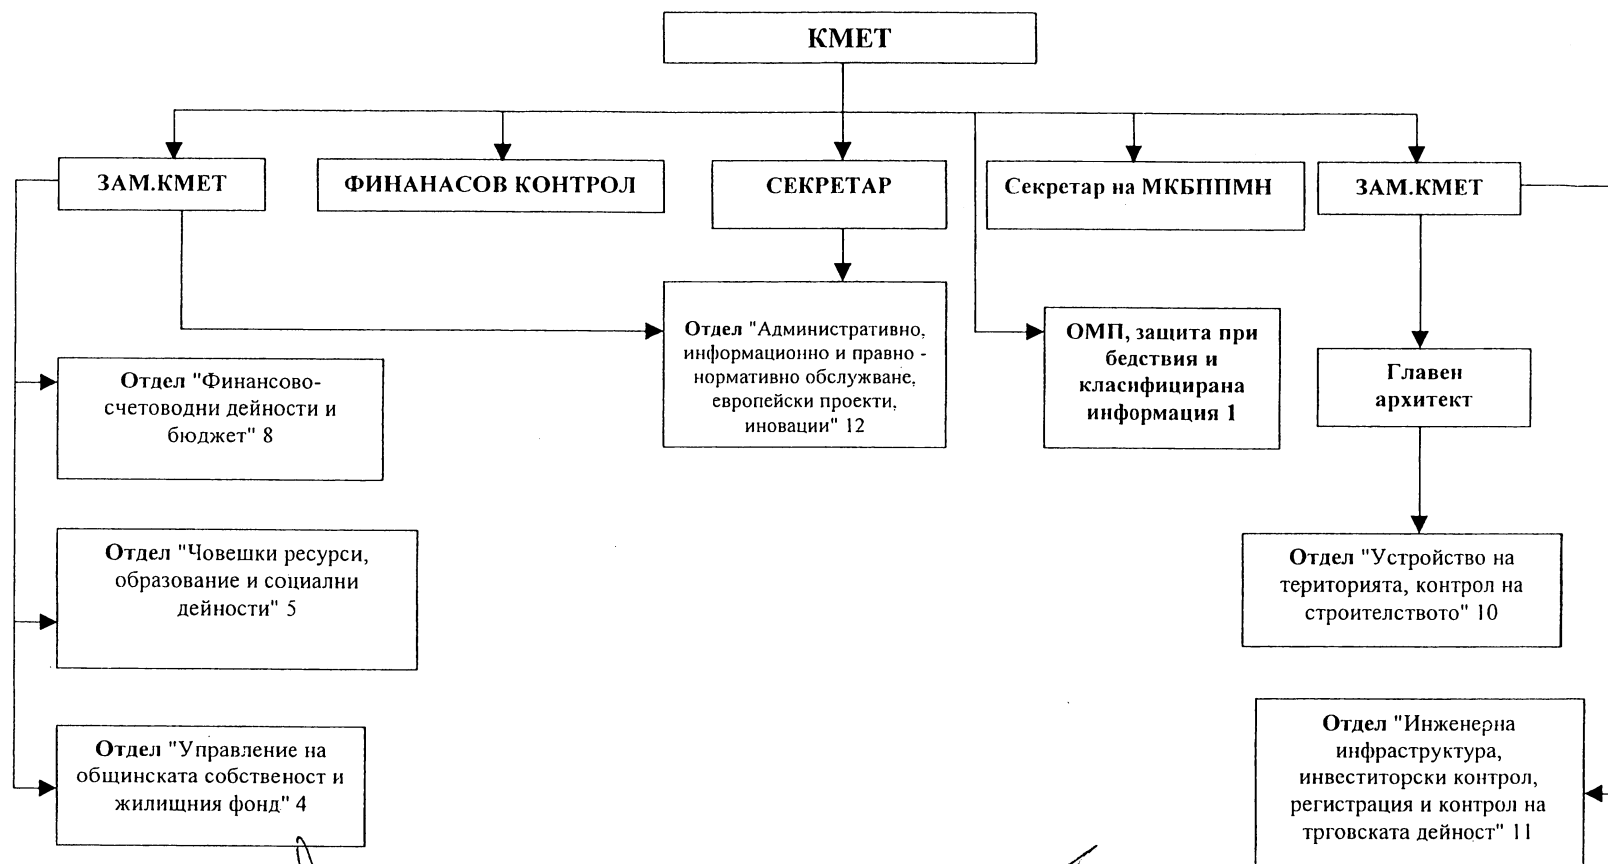 КМЕТ
ЗАМ.КМЕТ
ФИНАНАСОВ КОНТРОЛ
СЕКРЕТАР
Секретар на МКБППМН
ЗАМ.КМЕТ
Отдел "Административно,
информационно и правно -
нормативно обслужване,
европейски проекти,
иновации" 12
ОМП, защита при
бедствия и
класифицирана
информация 1
Главен
архитект
Отдел "Финансово-
счетоводни дейности и
бюджет" 8
Отдел "Човешки ресурси,
образование и социални
дейности" 5
Отдел "Устройство на
територията, контрол на
строителството" 10
Отдел "Управление на
общинската собственост и
жилищния фонд" 4
Отдел "Инженерна
инфраструктура,
инвеститорски контрол,
регистрация и контрол на
трговската дейност" 11